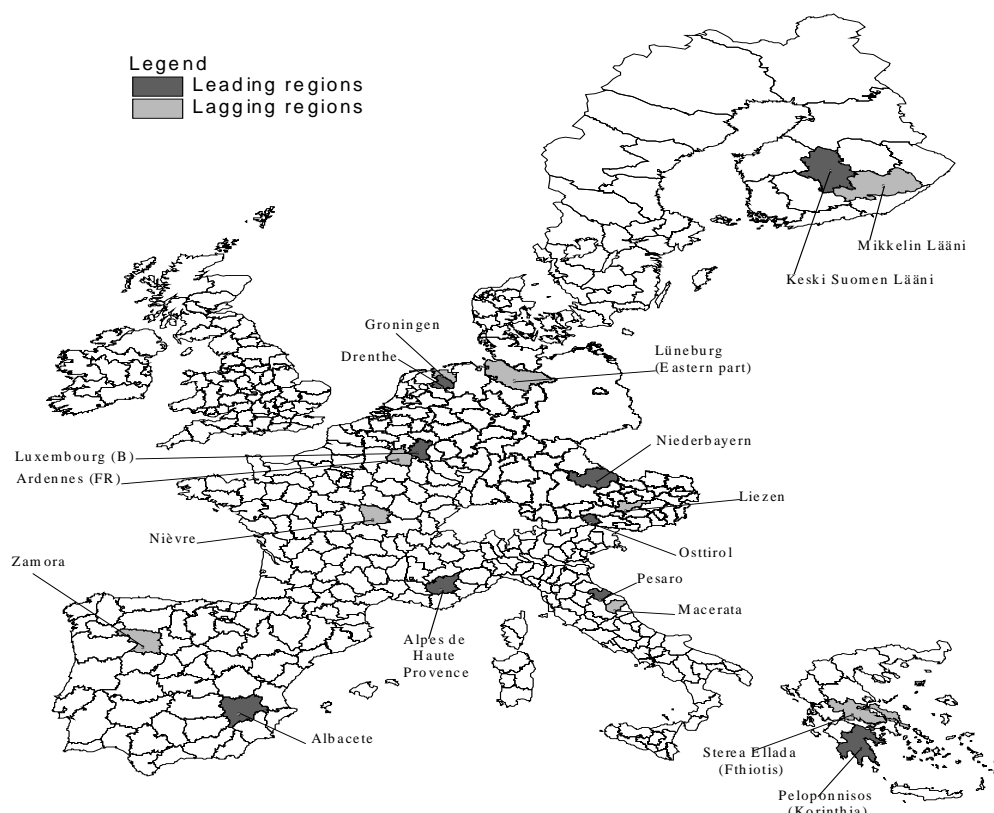 Legend
Leading regions
Lagging regions
Mikkelin Lääni
Keski Suomen Lääni
Groningen
Drenthe
Lüneburg
(Eastern part)
Niederbayern
Luxembourg (B)
Ardennes (FR)
Liezen
Nièvre
Osttirol
Zamora
Pesaro
Macerata
Alpes de
Haute
Provence
Albacete
Sterea Ellada
(Fthiotis)
Peloponnisos
(Korinthia)